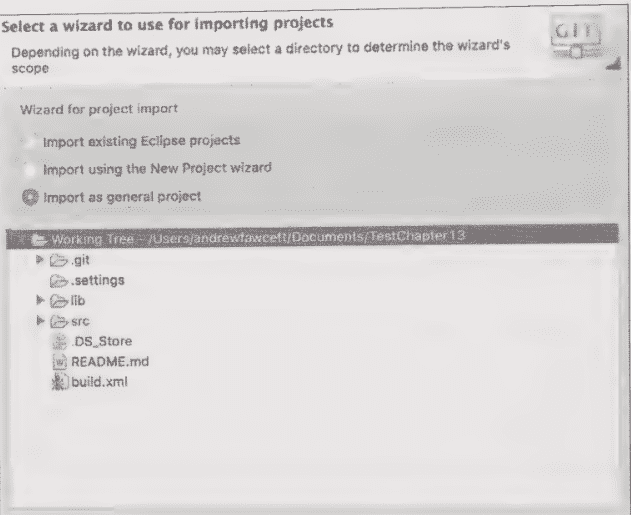 Select a wizard to use for importing projects
Depending on the wizard, you may select a directory to determine the wizard's
scope
GIT
Wizard for project import
Import existing Eclipse projects
Import using the New Project wizard
Import as general project
Working Tree - /Users/andrewfawcett/Documents/TestChapter13
.git
.settings
lib
src
.DS_Store
README.md
build.xml